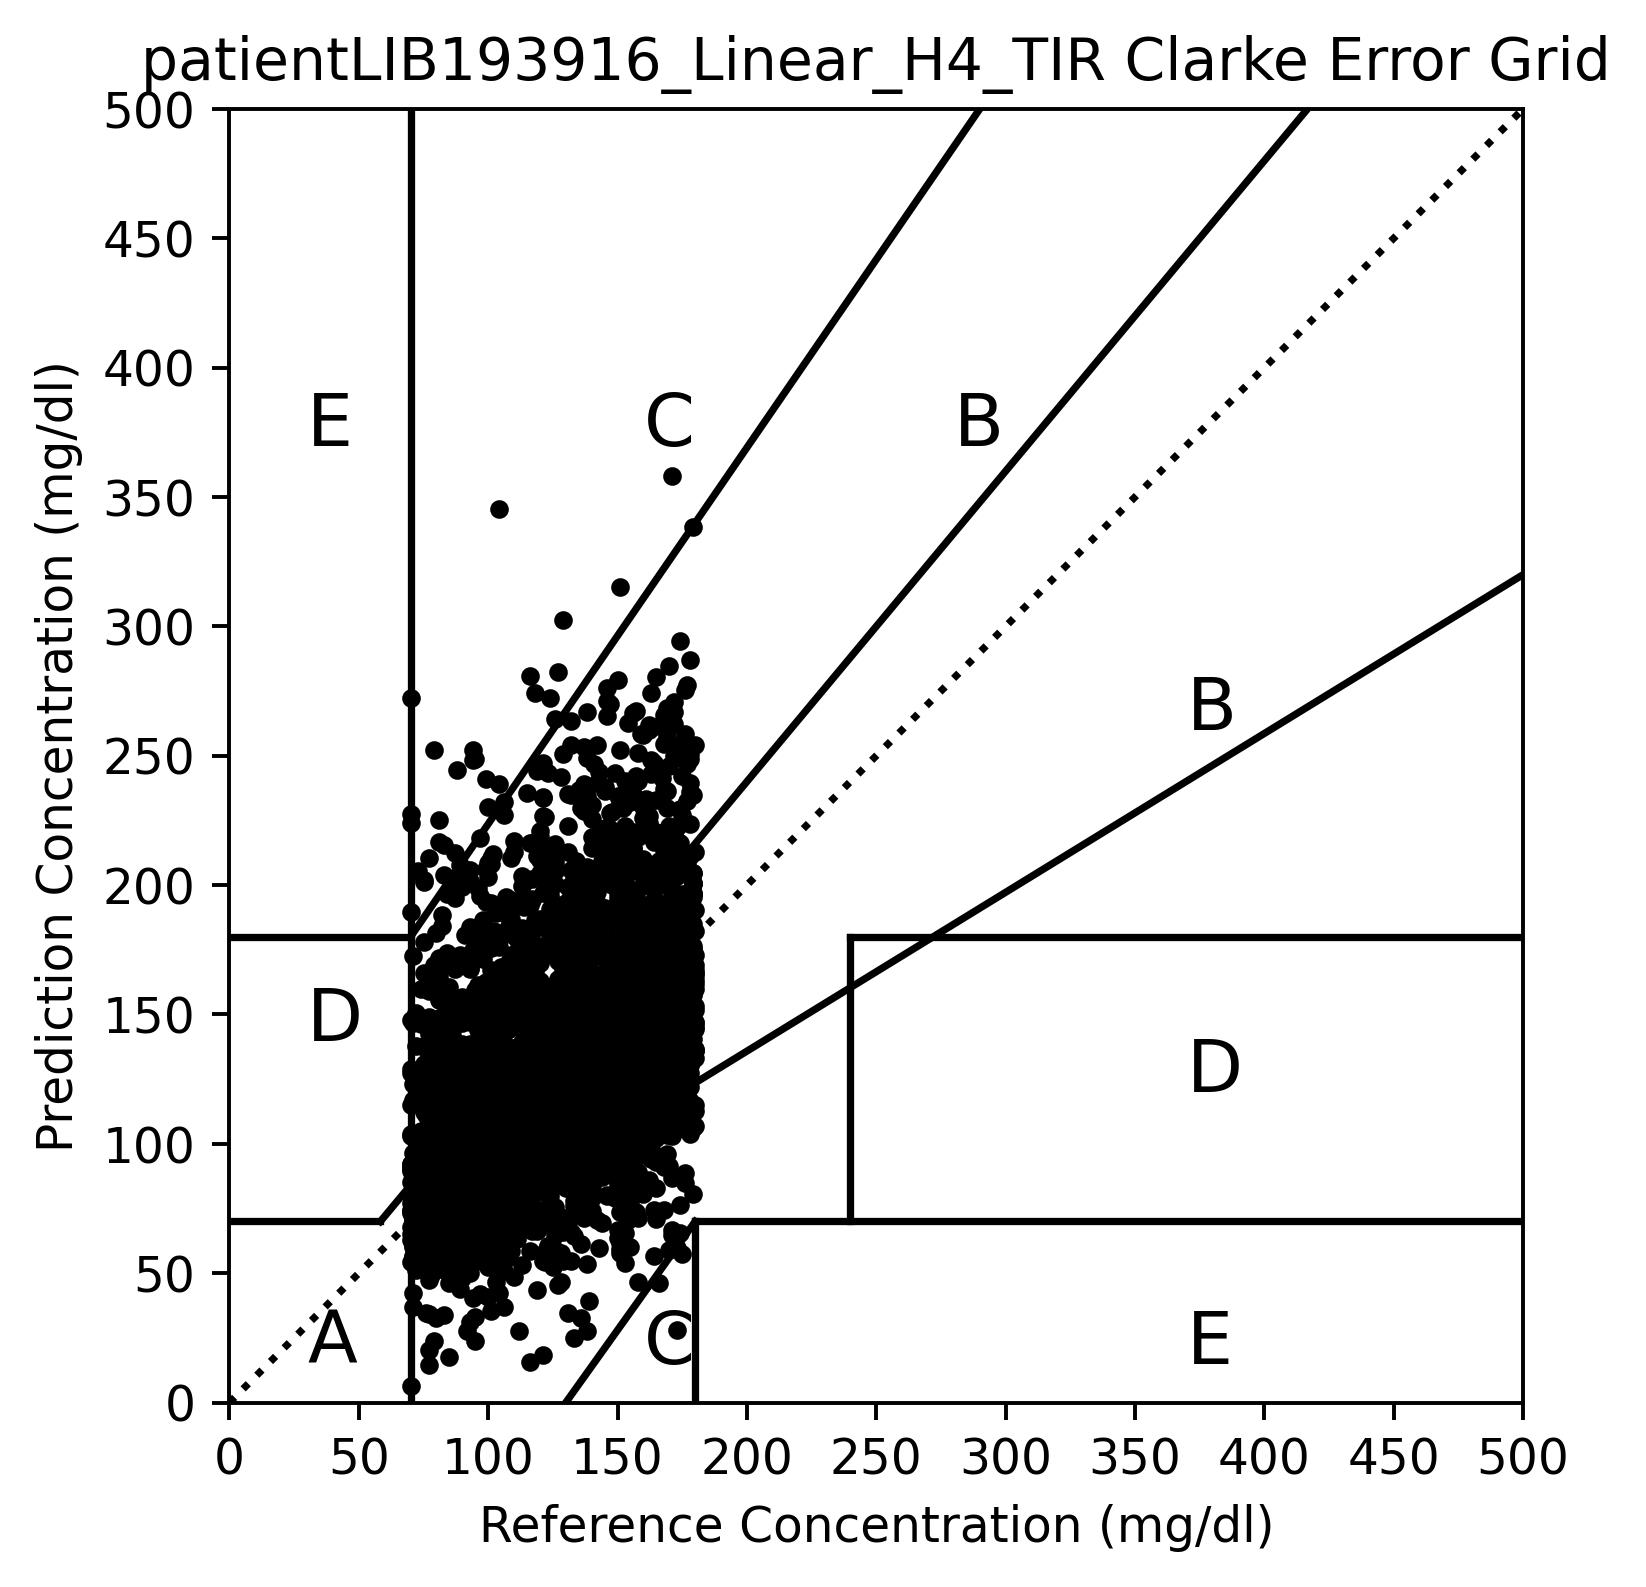 patientLIB193916_Linear_H4_TIR Clarke Error Grid
Prediction Concentration (mg/dl)
500
450
400
350
300
250
200
150
100
50
0
E
C
B
B
D
D
A
C
E
0 50 100 150 200 250 300 350 400 450 500
Reference Concentration (mg/dl)